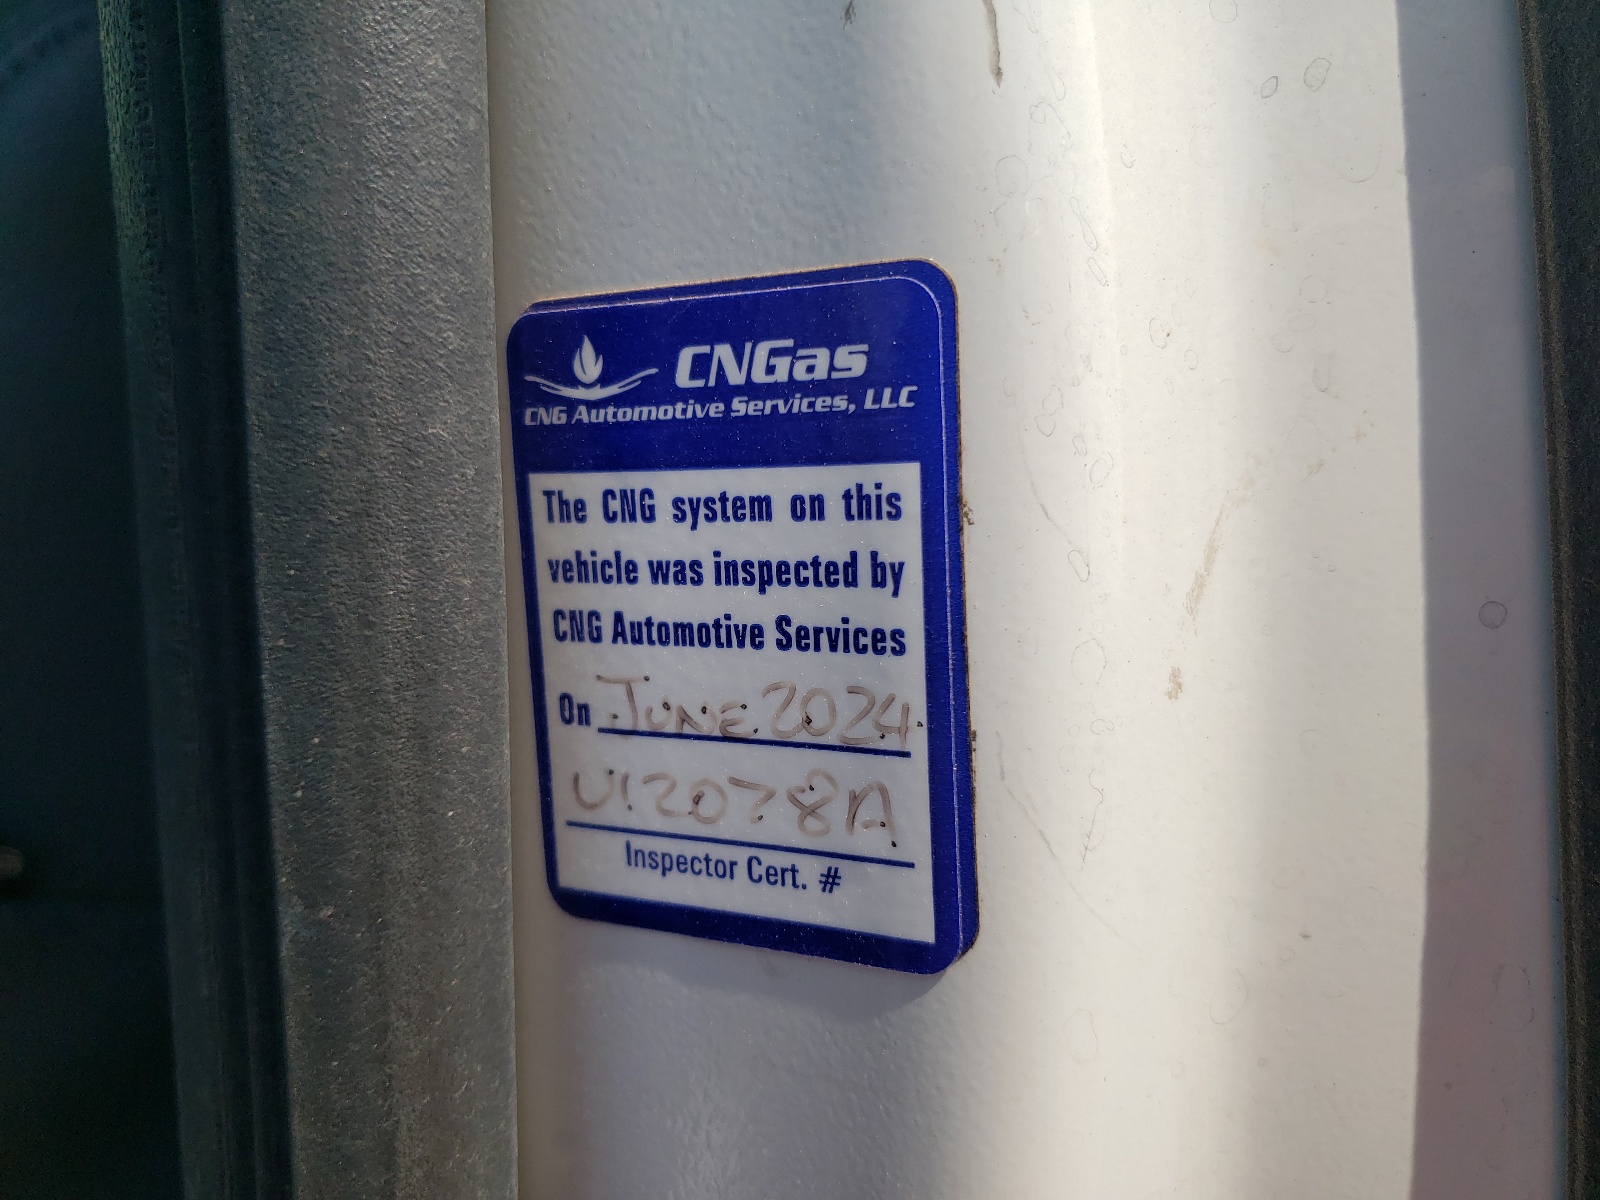 CNGas
CNG Automotive Services, LLC
The CNG system on this
vehicle was inspected by
CNG Automotive Services
On JUNE 2024
U12078A
Inspector Cert. #